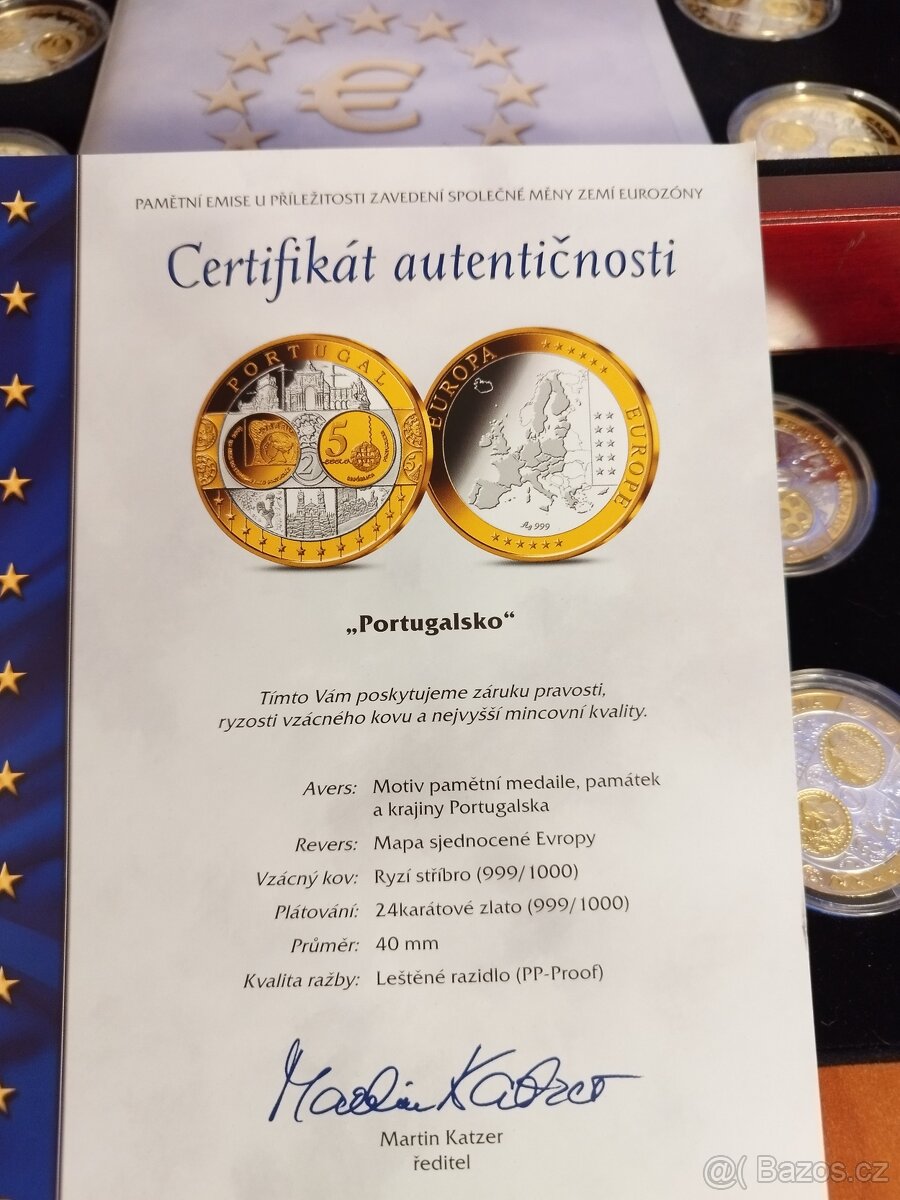 €
PAMĚTNÍ EMISE U PŘÍLEŽITOSTI ZAVEDENÍ SPOLEČNÉ MĚNY ZEMÍ EUROZÓNY
Certifikát autentičnosti
PORTUGAL
5
2
EUROPA
EUROPE
Ag 999
„Portugalsko“
Tímto Vám poskytujeme záruku pravosti,
ryzosti vzácného kovu a nejvyšší mincovní kvality.
Avers: Motiv pamětní medaile, památek
a krajiny Portugalska
Revers: Mapa sjednocené Evropy
Vzácný kov: Ryzí stříbro (999/1000)
Plátování: 24karátové zlato (999/1000)
Průměr: 40 mm
Kvalita ražby: Leštěné razidlo (PP-Proof)
Martin Katzer
Martin Katzer
ředitel
@( Bazos.cz